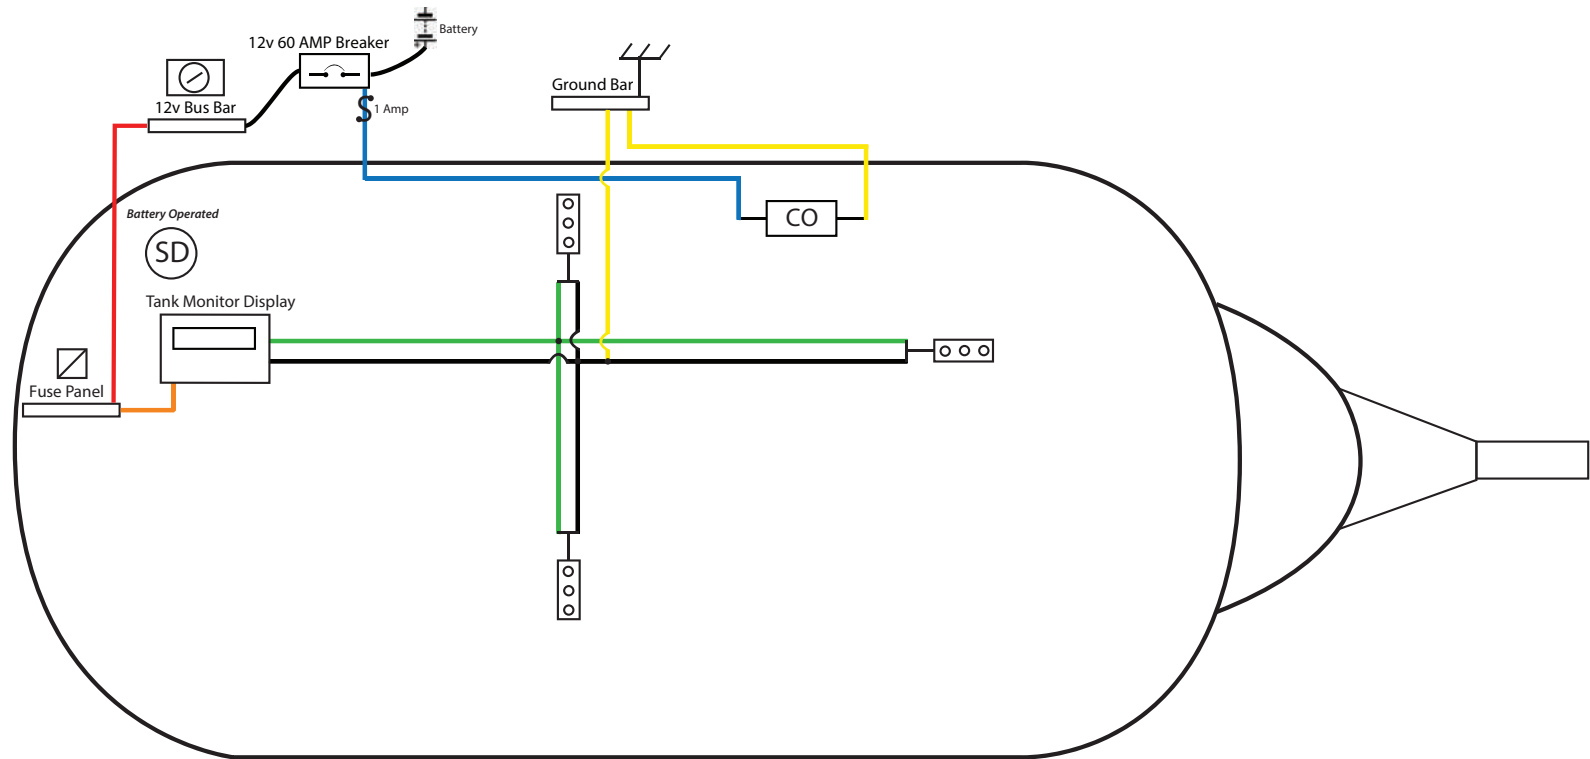 Battery
12v 60 AMP Breaker
Ground Bar
12v Bus Bar
1 Amp
Battery Operated
CO
SD
Tank Monitor Display
Fuse Panel